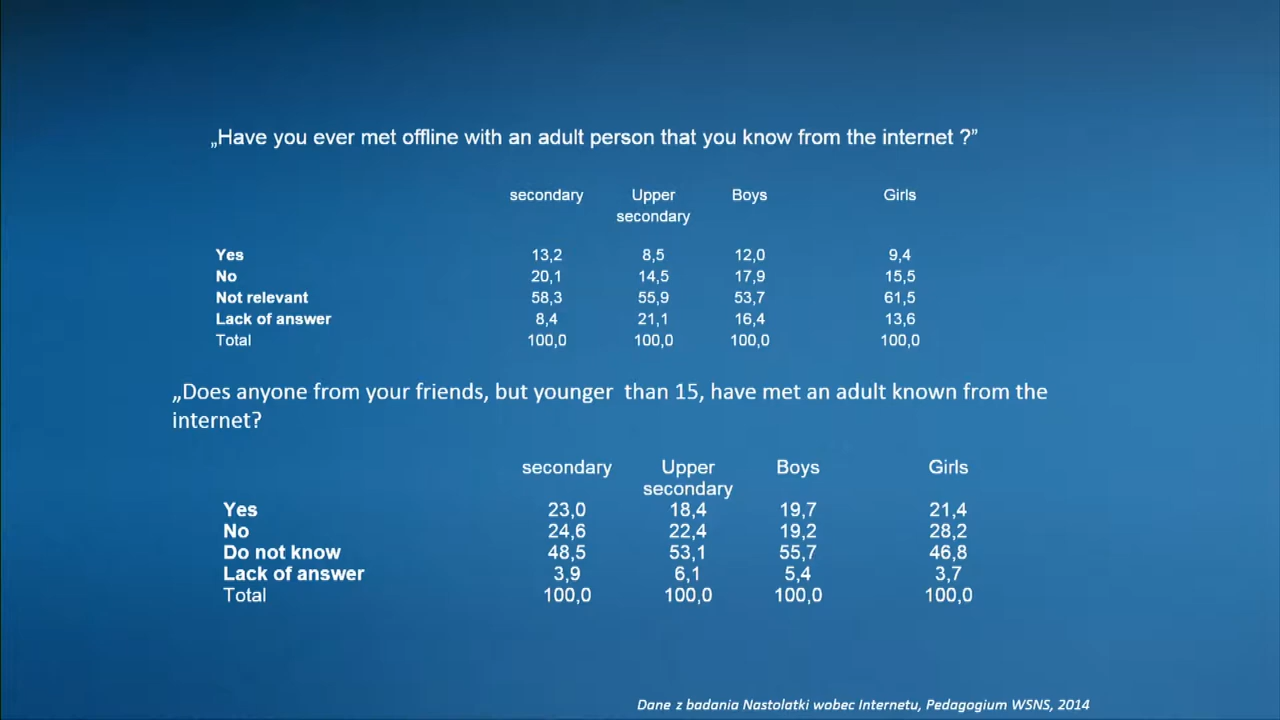 „Have you ever met offline with an adult person that you know from the internet ?”
secondary Upper secondary Boys Girls
Yes 13,2 8,5 12,0 9,4
No 20,1 14,5 17,9 15,5
Not relevant 58,3 55,9 53,7 61,5
Lack of answer 8,4 21,1 16,4 13,6
Total 100,0 100,0 100,0 100,0
„Does anyone from your friends, but younger than 15, have met an adult known from the
internet?
secondary Upper secondary Boys Girls
Yes 23,0 18,4 19,7 21,4
No 24,6 22,4 19,2 28,2
Do not know 48,5 53,1 55,7 46,8
Lack of answer 3,9 6,1 5,4 3,7
Total 100,0 100,0 100,0 100,0
Dane z badania Nastolatki wobec Internetu, Pedagogium WSNS, 2014